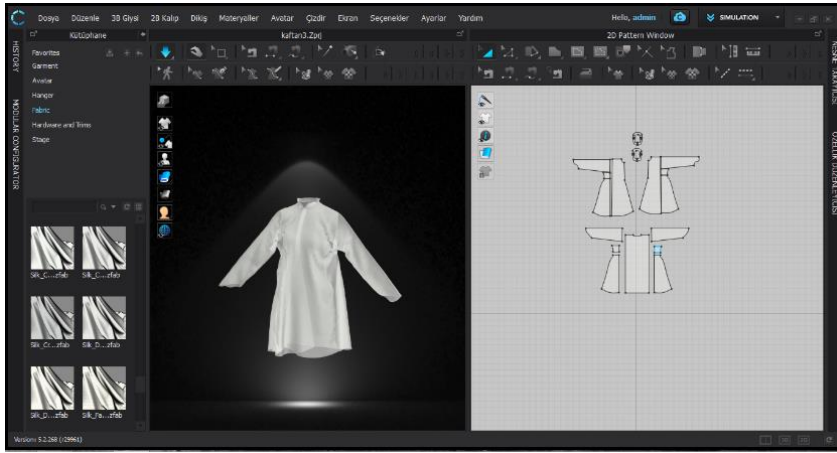 Dosya Düzenle 3B Giysi 2B Kalıp Dikiş Materyaller Avatar Çizdir Ekran Seçenekler Ayarlar Yardım Hello, admin SIMULATION
Kütüphane kaftan3.Zprj 2D Pattern Window
HISTORY
MODULAR CONFIGURATOR
Favorites
Garment
Avatar
Hanger
Fabric
Hardware and Trims
Stage
Silk_C...zfab Silk_C...zfab
Silk_Cr...zfab Silk_D...zfab
Silk_D...zfab Silk_Fa...zfab
Version: 5.2.268 (r29961)